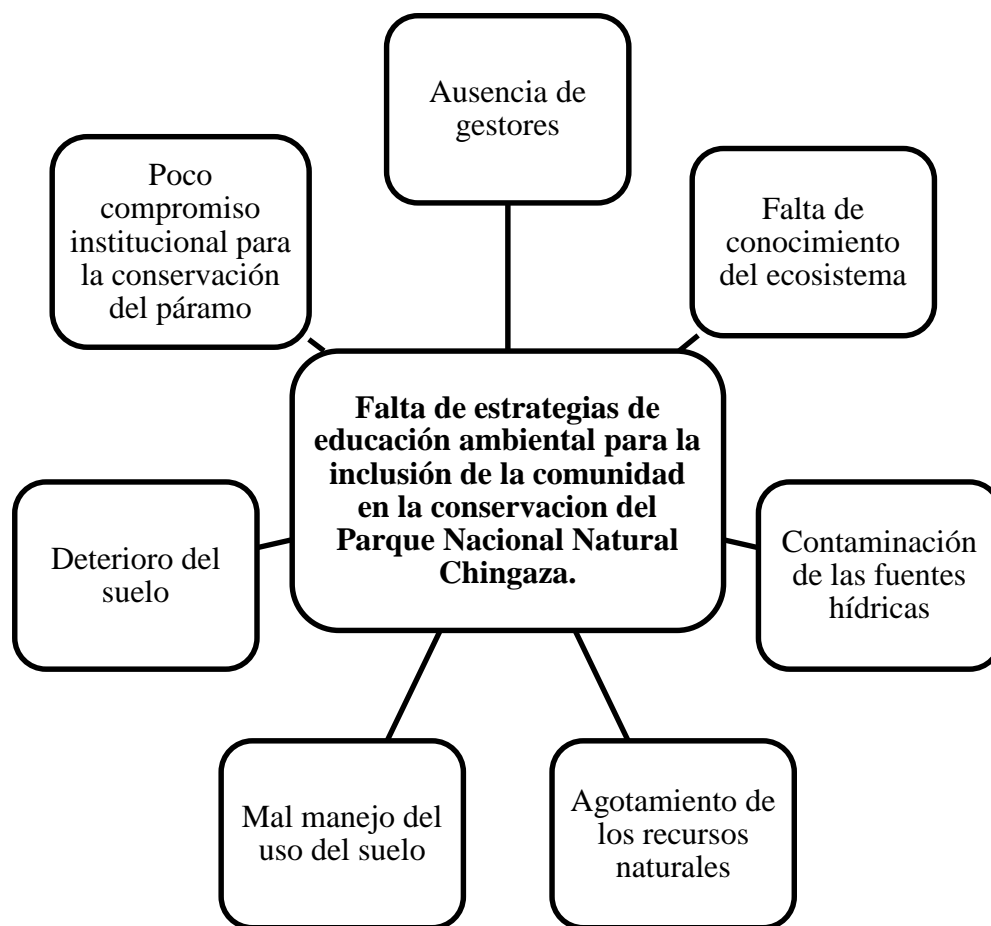 Ausencia de
gestores
Poco
compromiso
institucional para
la conservación
del páramo
Falta de
conocimiento
del ecosistema
Falta de estrategias de
educación ambiental para la
inclusión de la comunidad
en la conservacion del
Parque Nacional Natural
Chingaza.
Deterioro del
suelo
Contaminación
de las fuentes
hídricas
Mal manejo del
uso del suelo
Agotamiento de
los recursos
naturales